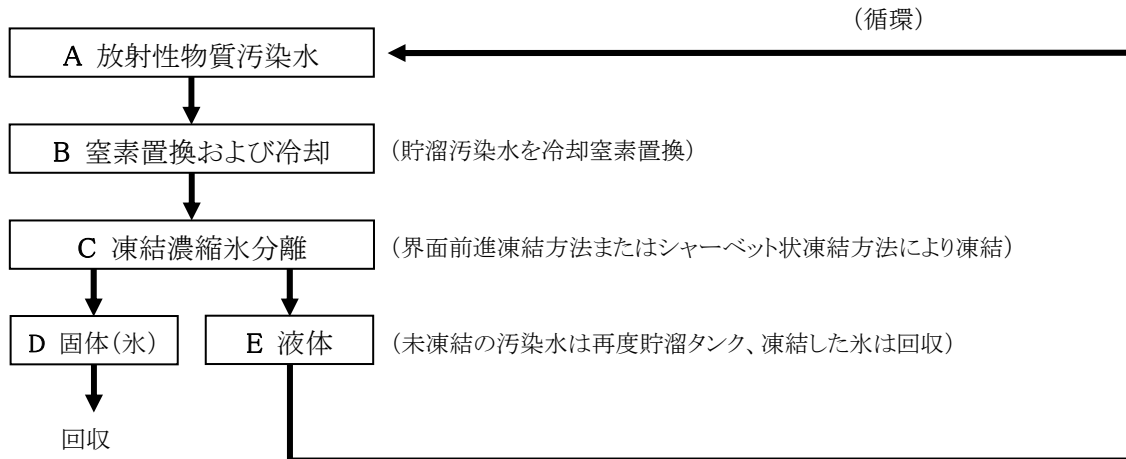 （循環）
A 放射性物質汚染水
B 窒素置換および冷却
（貯溜汚染水を冷却窒素置換）
C 凍結濃縮氷分離
（界面前進凍結方法またはシャーベット状凍結方法により凍結）
D 固体（氷）
E 液体
（未凍結の汚染水は再度貯溜タンク、凍結した氷は回収）
回収